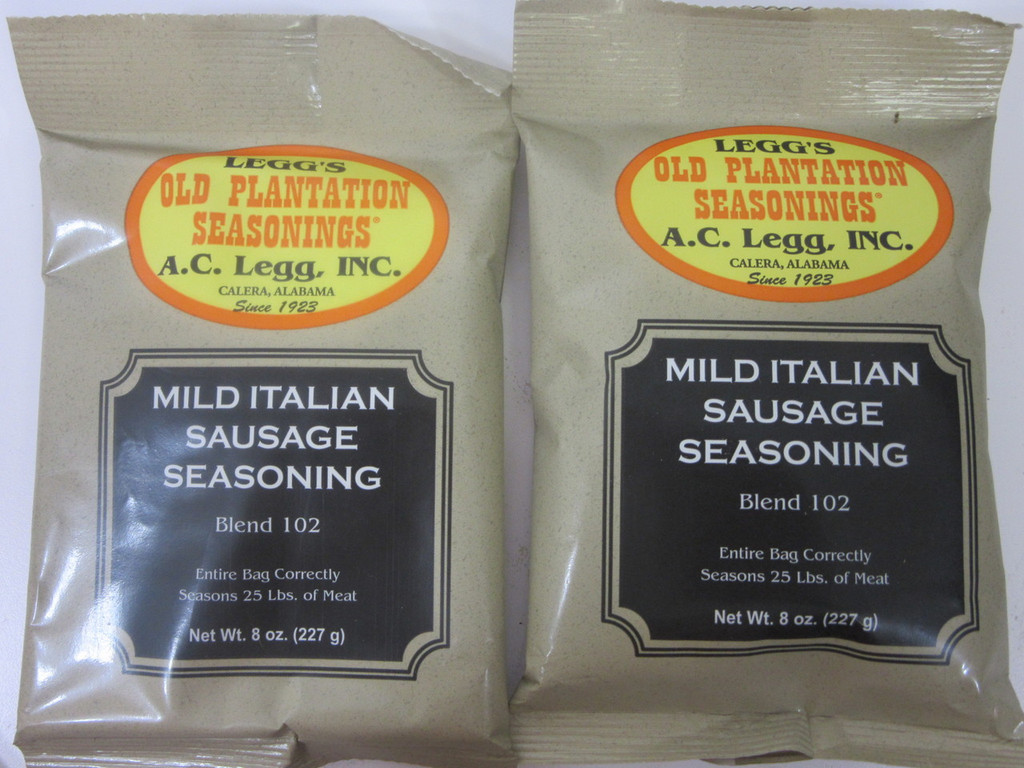 LEGG'S
OLD PLANTATION
SEASONINGS®
A.C. Legg, INC.
CALERA, ALABAMA
Since 1923
MILD ITALIAN
SAUSAGE
SEASONING
Blend 102
Entire Bag Correctly
Seasons 25 Lbs. of Meat
Net Wt. 8 oz. (227 g)
LEGG'S
OLD PLANTATION
SEASONINGS®
A.C. Legg, INC.
CALERA, ALABAMA
Since 1923
MILD ITALIAN
SAUSAGE
SEASONING
Blend 102
Entire Bag Correctly
Seasons 25 Lbs. of Meat
Net Wt. 8 oz. (227 g)